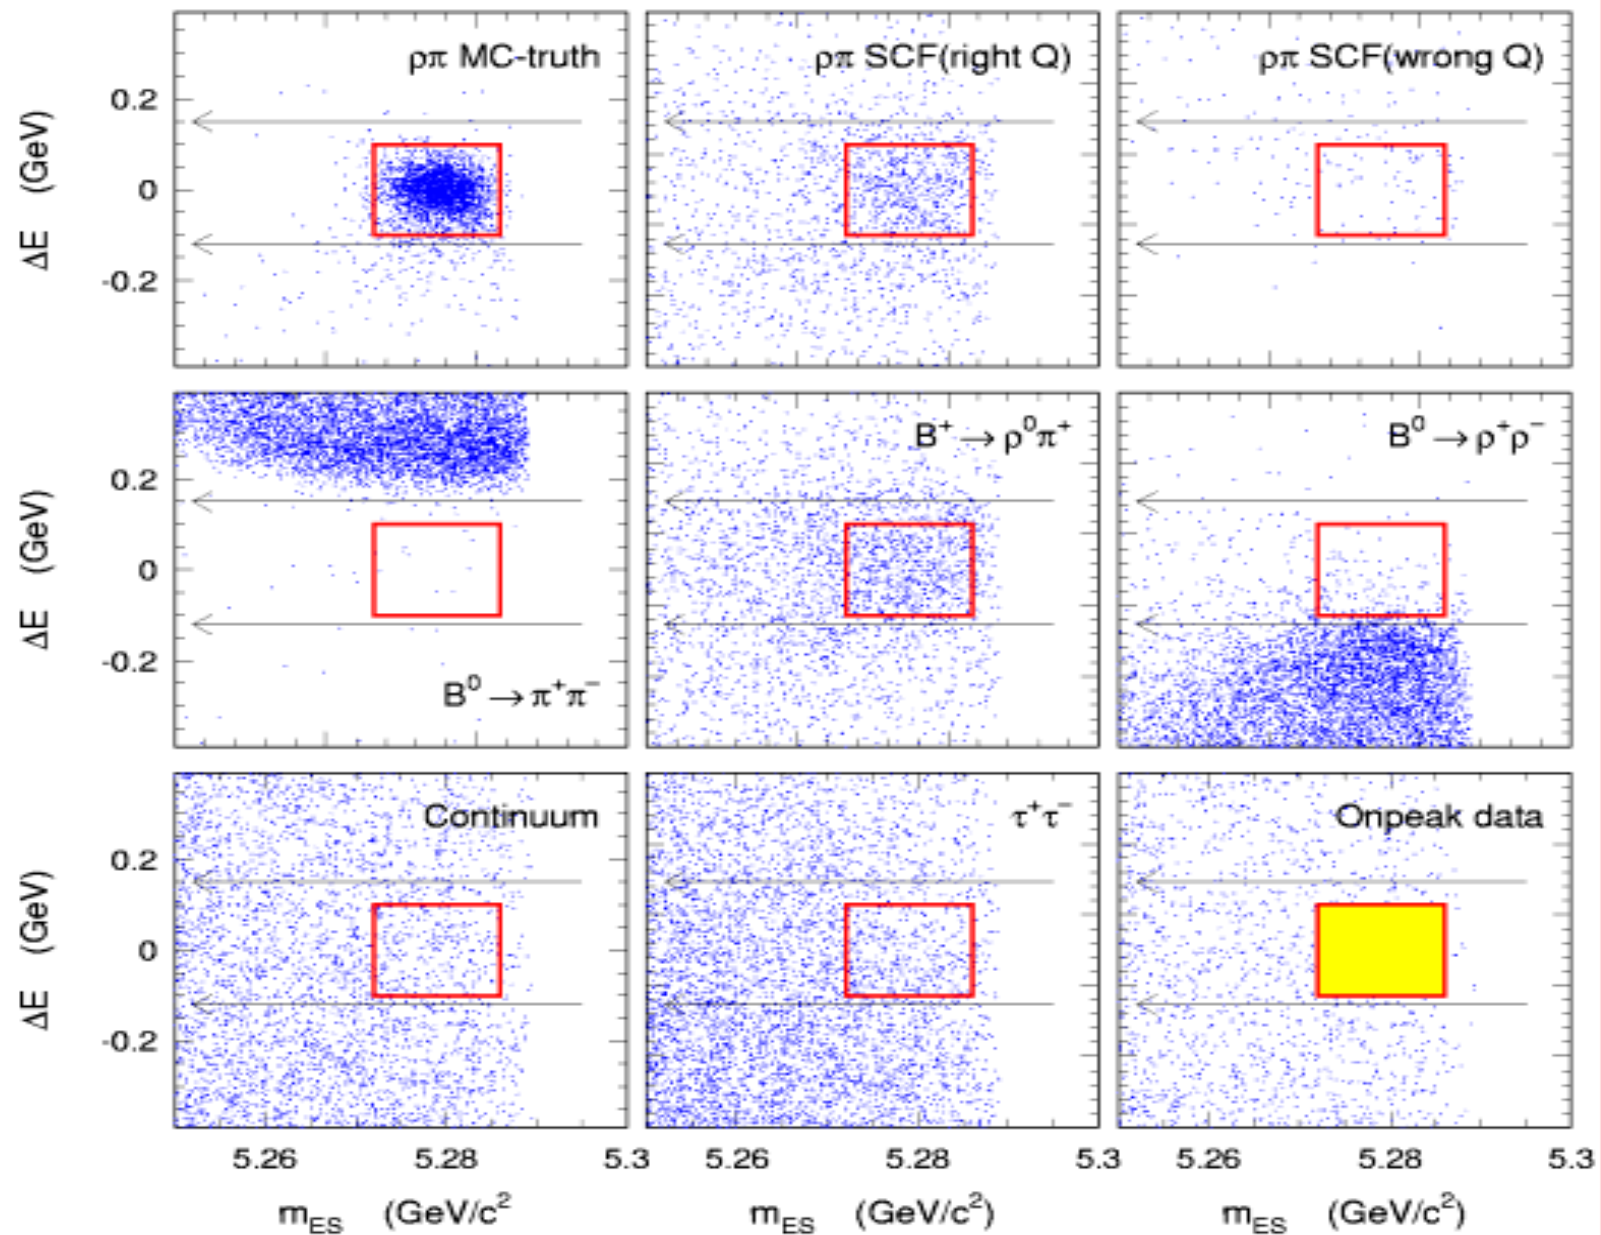 ρπ MC-truth
ρπ SCF(right Q)
ρπ SCF(wrong Q)
0.2
0
-0.2
ΔE (GeV)
B⁰ → π⁺π⁻
B⁺ → ρ⁰π⁺
B⁰ → ρ⁺ρ⁻
0.2
0
-0.2
ΔE (GeV)
Continuum
τ⁺τ⁻
Onpeak data
0.2
0
-0.2
ΔE (GeV)
5.26 5.28 5.3 5.26 5.28 5.3 5.26 5.28 5.3
m_ES (GeV/c²
m_ES (GeV/c²)
m_ES (GeV/c²)